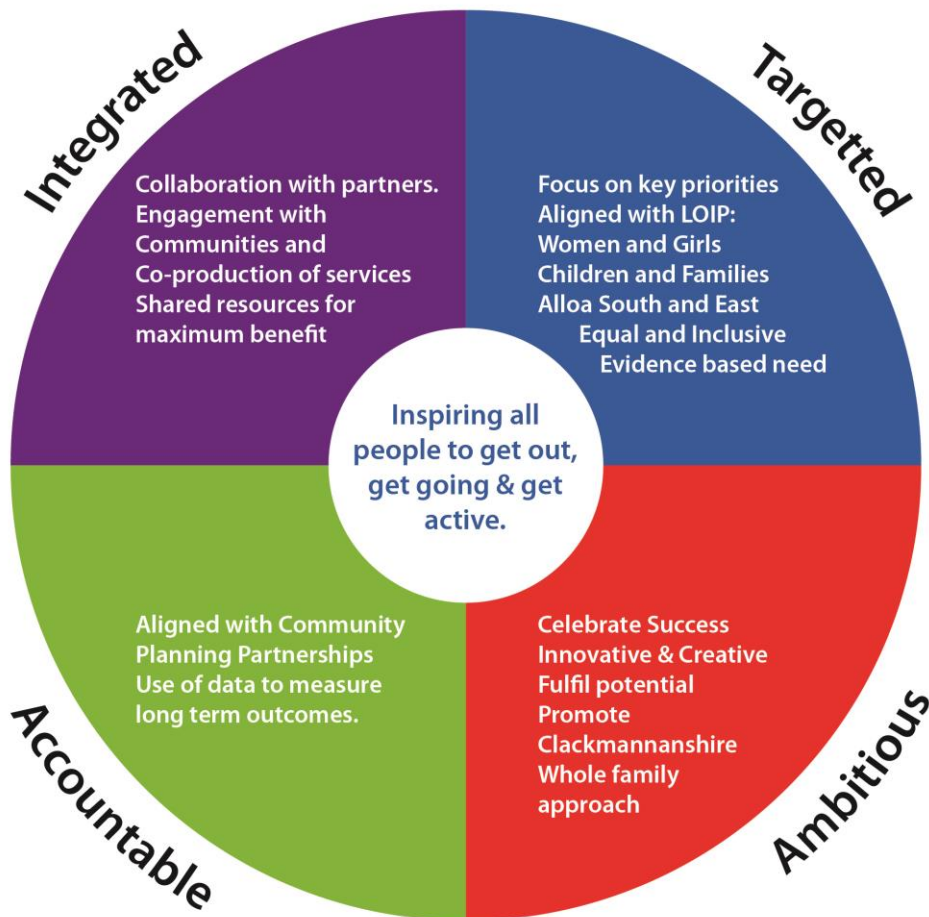 Integrated
Collaboration with partners.
Engagement with
Communities and
Co-production of services
Shared resources for
maximum benefit
Targetted
Focus on key priorities
Aligned with LOIP:
Women and Girls
Children and Families
Alloa South and East
Equal and Inclusive
Evidence based need
Inspiring all
people to get out,
get going & get
active.
Accountable
Aligned with Community
Planning Partnerships
Use of data to measure
long term outcomes.
Ambitious
Celebrate Success
Innovative & Creative
Fulfil potential
Promote
Clackmannanshire
Whole family
approach